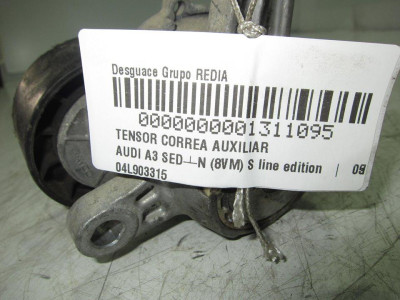 Desguace Grupo REDIA
0000000001311095
TENSOR CORREA AUXILIAR
AUDI A3 SED┴N (8VM) S line edition | 09
04L903315